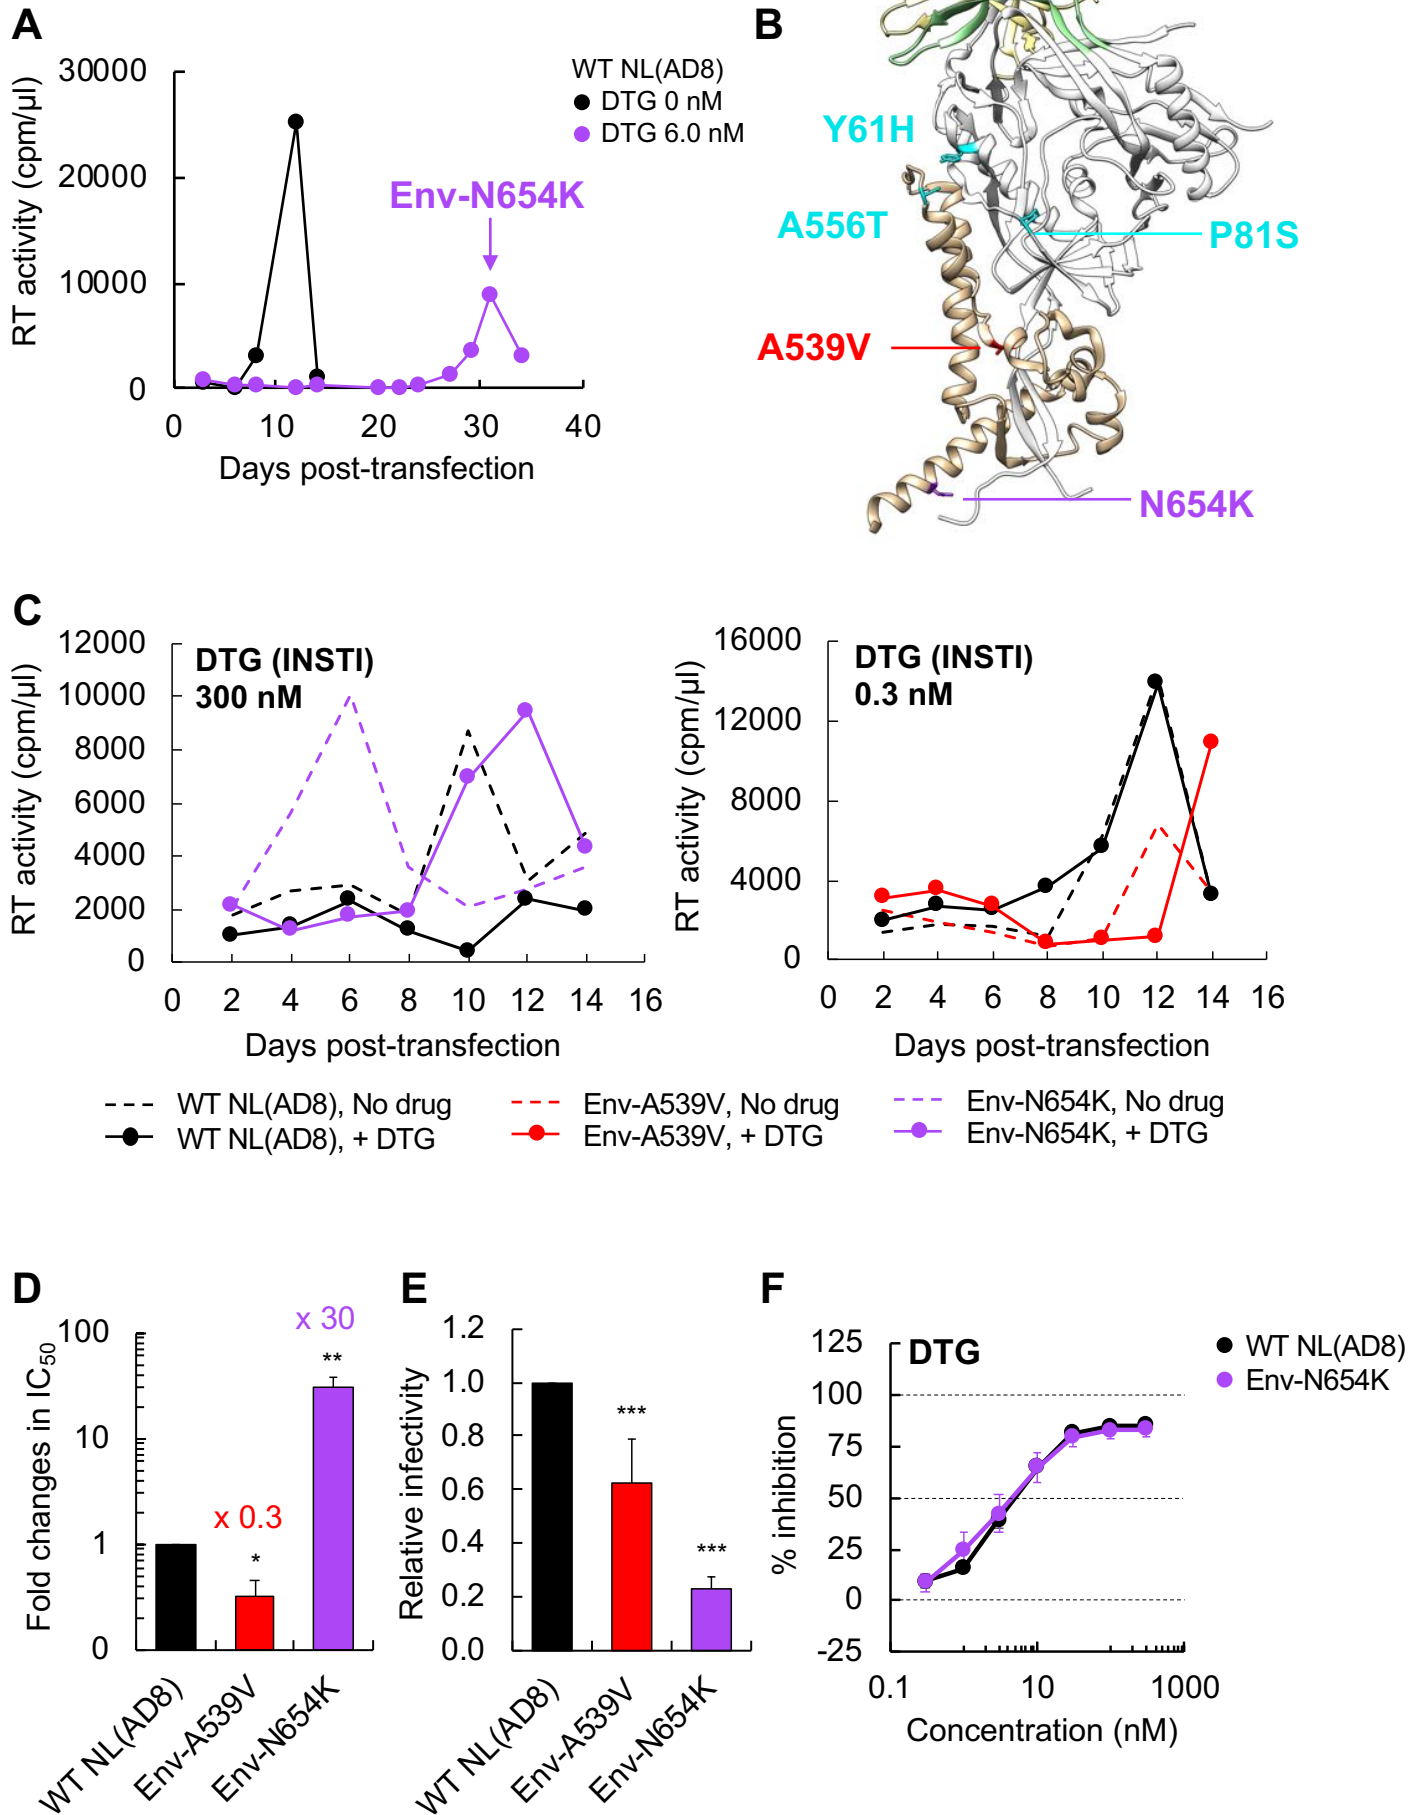 A
30000
20000
10000
0
0
10
20
30
40
RT activity (cpm/µl)
Days post-transfection
WT NL(AD8)
DTG 0 nM
DTG 6.0 nM
Env-N654K
B
Y61H
A556T
P81S
A539V
N654K
C
12000
10000
8000
6000
4000
2000
0
0
2
4
6
8
10
12
14
16
RT activity (cpm/µl)
Days post-transfection
DTG (INSTI)
300 nM
16000
12000
8000
4000
0
0
2
4
6
8
10
12
14
16
RT activity (cpm/µl)
Days post-transfection
DTG (INSTI)
0.3 nM
WT NL(AD8), No drug
WT NL(AD8), + DTG
Env-A539V, No drug
Env-A539V, + DTG
Env-N654K, No drug
Env-N654K, + DTG
D
100
10
1
0
Fold changes in IC50
x 0.3
*
x 30
**
WT NL(AD8)
Env-A539V
Env-N654K
E
1.2
1.0
0.8
0.6
0.4
0.2
0.0
Relative infectivity
***
***
WT NL(AD8)
Env-A539V
Env-N654K
F
125
100
75
50
25
0
-25
% inhibition
DTG
0.1
10
1000
Concentration (nM)
WT NL(AD8)
Env-N654K